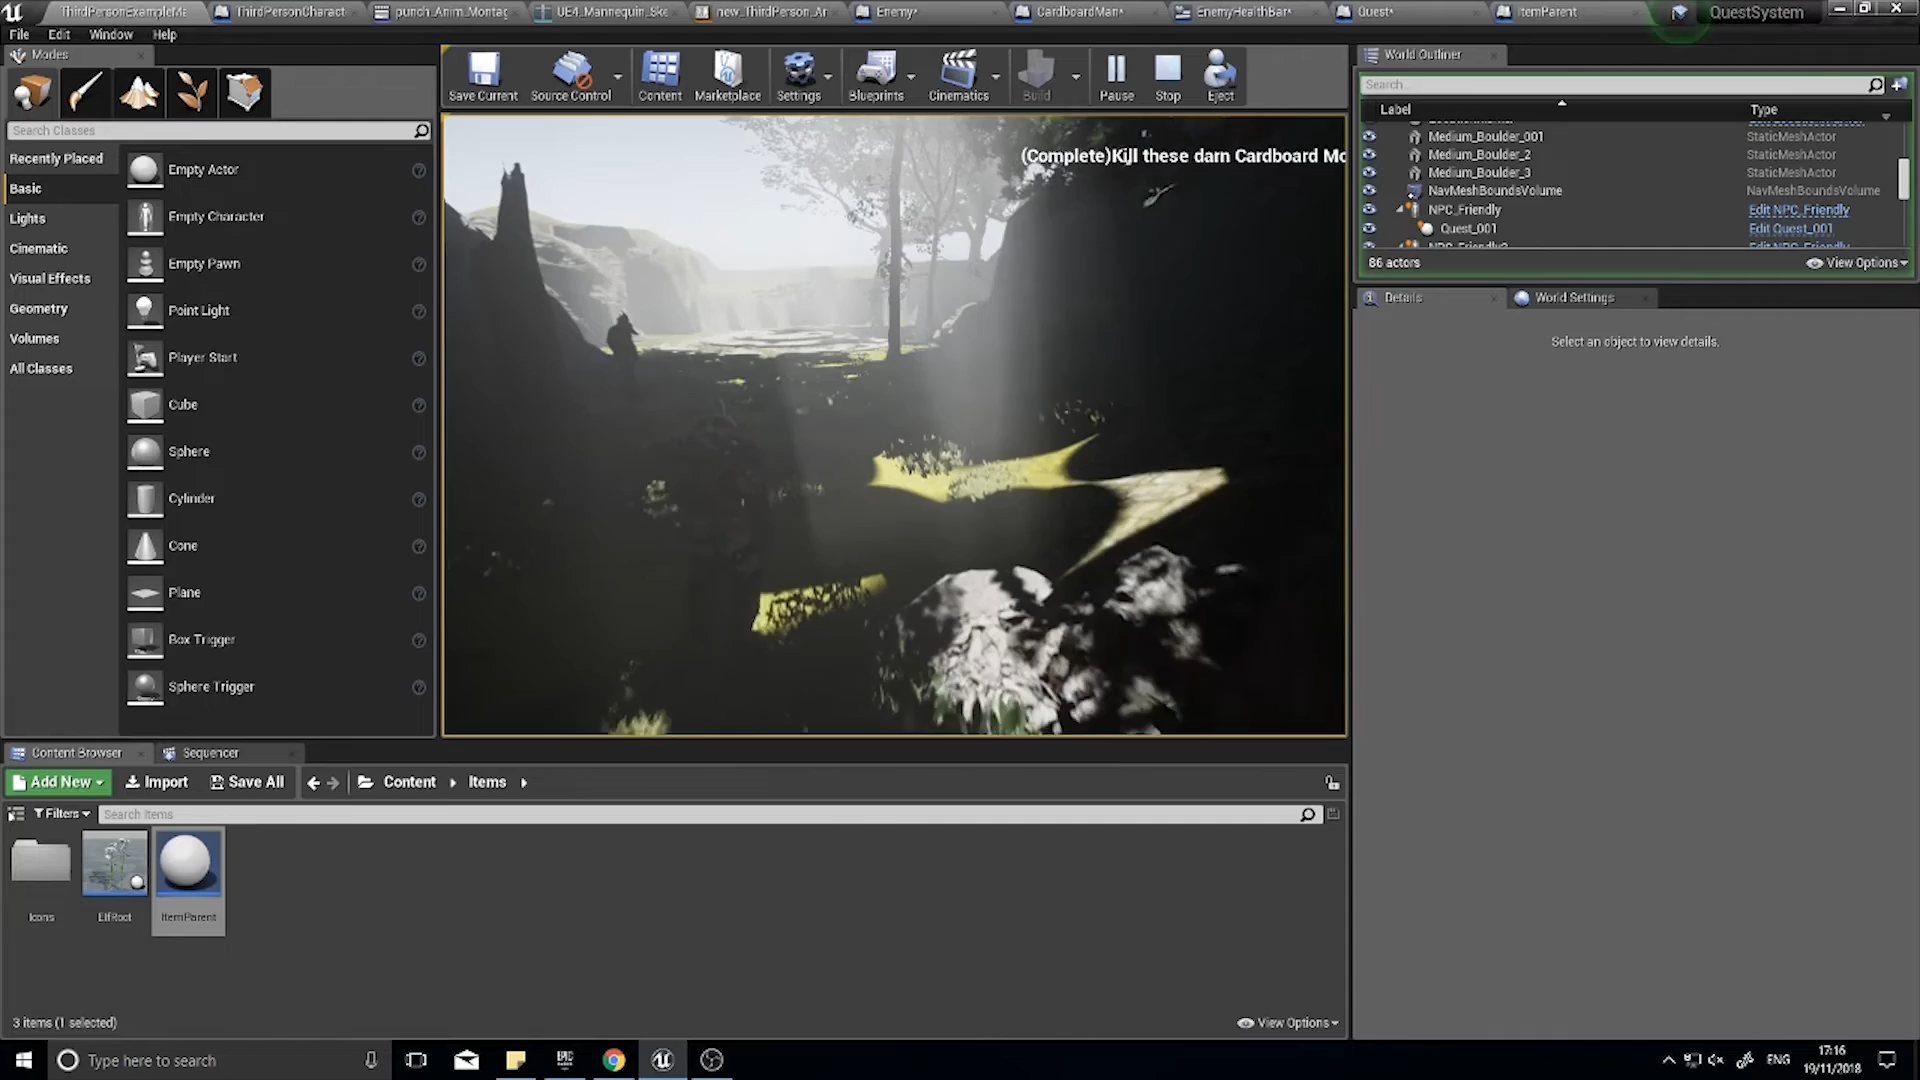 ThirdPersonExampleMa
ThirdPersonCharact
punch_Anim_Montag
UE4_Mannequin_Ske
new_ThirdPerson_An
Enemy*
CardboardMan*
EnemyHealthBar*
Quest*
ItemParent
QuestSystem
File Edit Window Help
Modes
Search Classes
Recently Placed
Basic
Lights
Cinematic
Visual Effects
Geometry
Volumes
All Classes
Empty Actor
Empty Character
Empty Pawn
Point Light
Player Start
Cube
Sphere
Cylinder
Cone
Plane
Box Trigger
Sphere Trigger
Save Current
Source Control
Content
Marketplace
Settings
Blueprints
Cinematics
Build
Pause
Stop
Eject
(Complete)Kill these darn Cardboard Mo
World Outliner
Search...
Label Type
Medium_Boulder_001 StaticMeshActor
Medium_Boulder_2 StaticMeshActor
Medium_Boulder_3 StaticMeshActor
NavMeshBoundsVolume NavMeshBoundsVolume
NPC_Friendly Edit NPC_Friendly
Quest_001 Edit Quest_001
NPC_Friendly2 Edit NPC_Friendly
86 actors View Options
Details World Settings
Select an object to view details.
Content Browser Sequencer
Add New Import Save All Content Items
Filters Search Items
Icons
ElfRoot
ItemParent
3 items (1 selected) View Options
Type here to search
ENG
17:16
19/11/2018